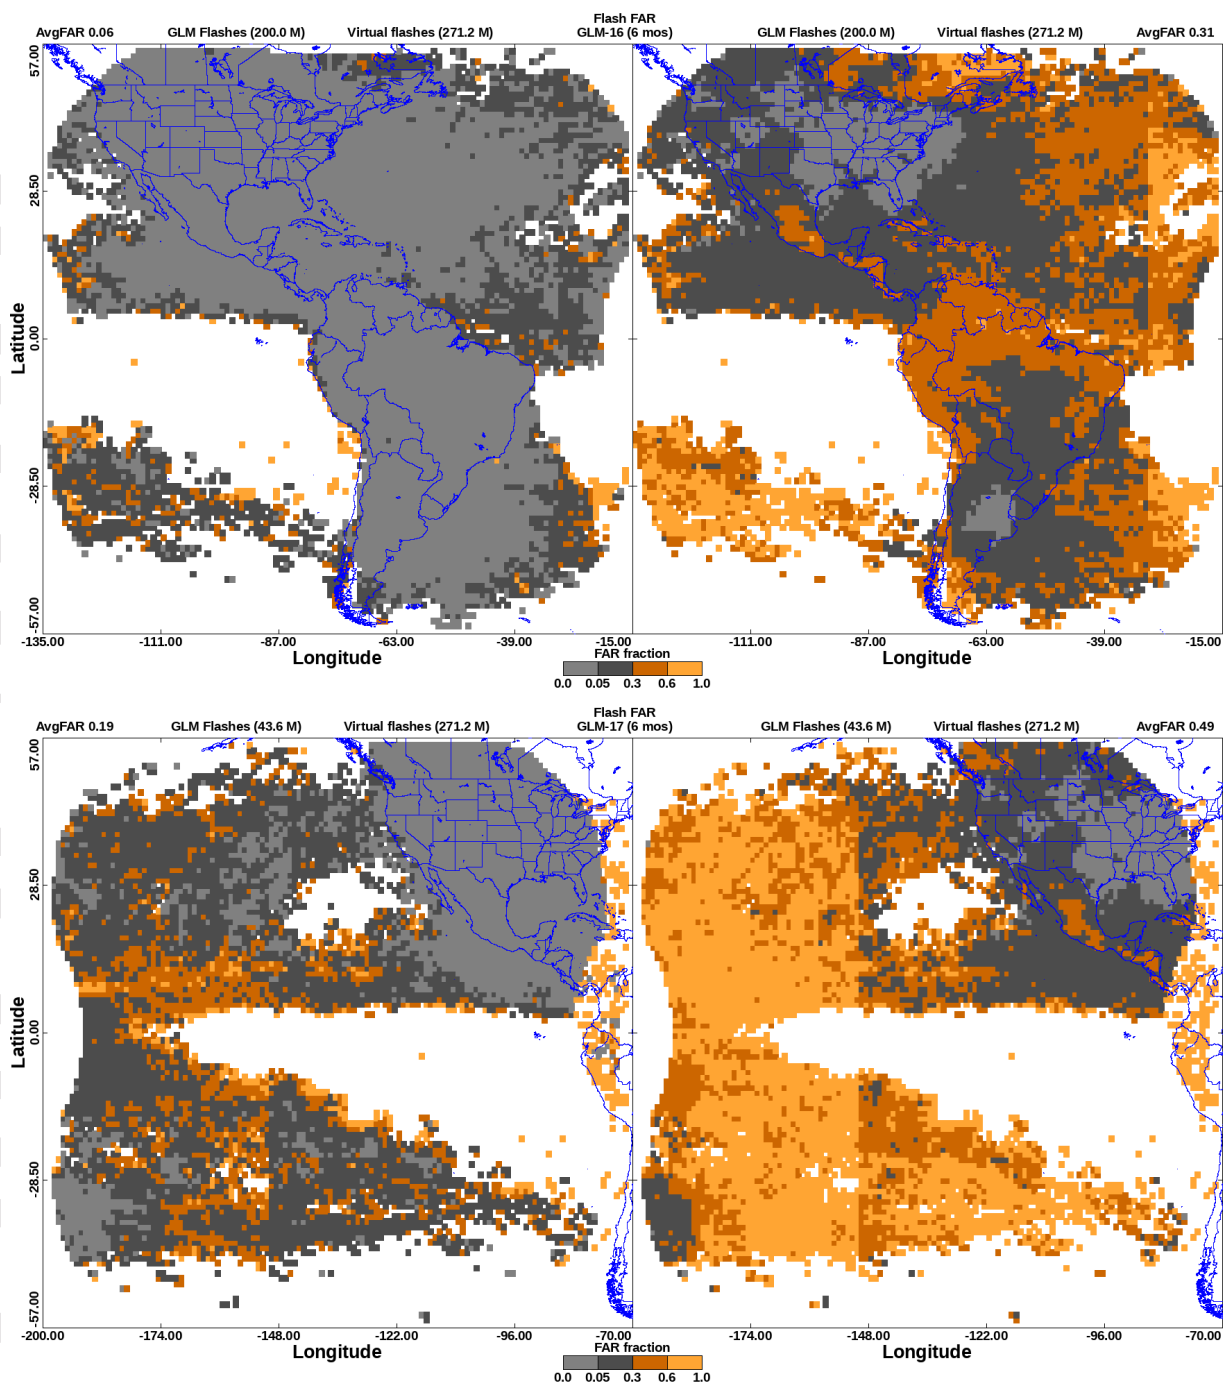 Flash FAR
AvgFAR 0.06 GLM Flashes (200.0 M) Virtual flashes (271.2 M) GLM-16 (6 mos) GLM Flashes (200.0 M) Virtual flashes (271.2 M) AvgFAR 0.31
57.00
28.50
Latitude
0.00
-28.50
-57.00
-135.00 -111.00 -87.00 -63.00 -39.00 -15.00 -111.00 -87.00 -63.00 -39.00 -15.00
Longitude Longitude
FAR fraction
0.0 0.05 0.3 0.6 1.0
Flash FAR
AvgFAR 0.19 GLM Flashes (43.6 M) Virtual flashes (271.2 M) GLM-17 (6 mos) GLM Flashes (43.6 M) Virtual flashes (271.2 M) AvgFAR 0.49
57.00
28.50
Latitude
0.00
-28.50
-57.00
-200.00 -174.00 -148.00 -122.00 -96.00 -70.00 -174.00 -148.00 -122.00 -96.00 -70.00
Longitude Longitude
FAR fraction
0.0 0.05 0.3 0.6 1.0